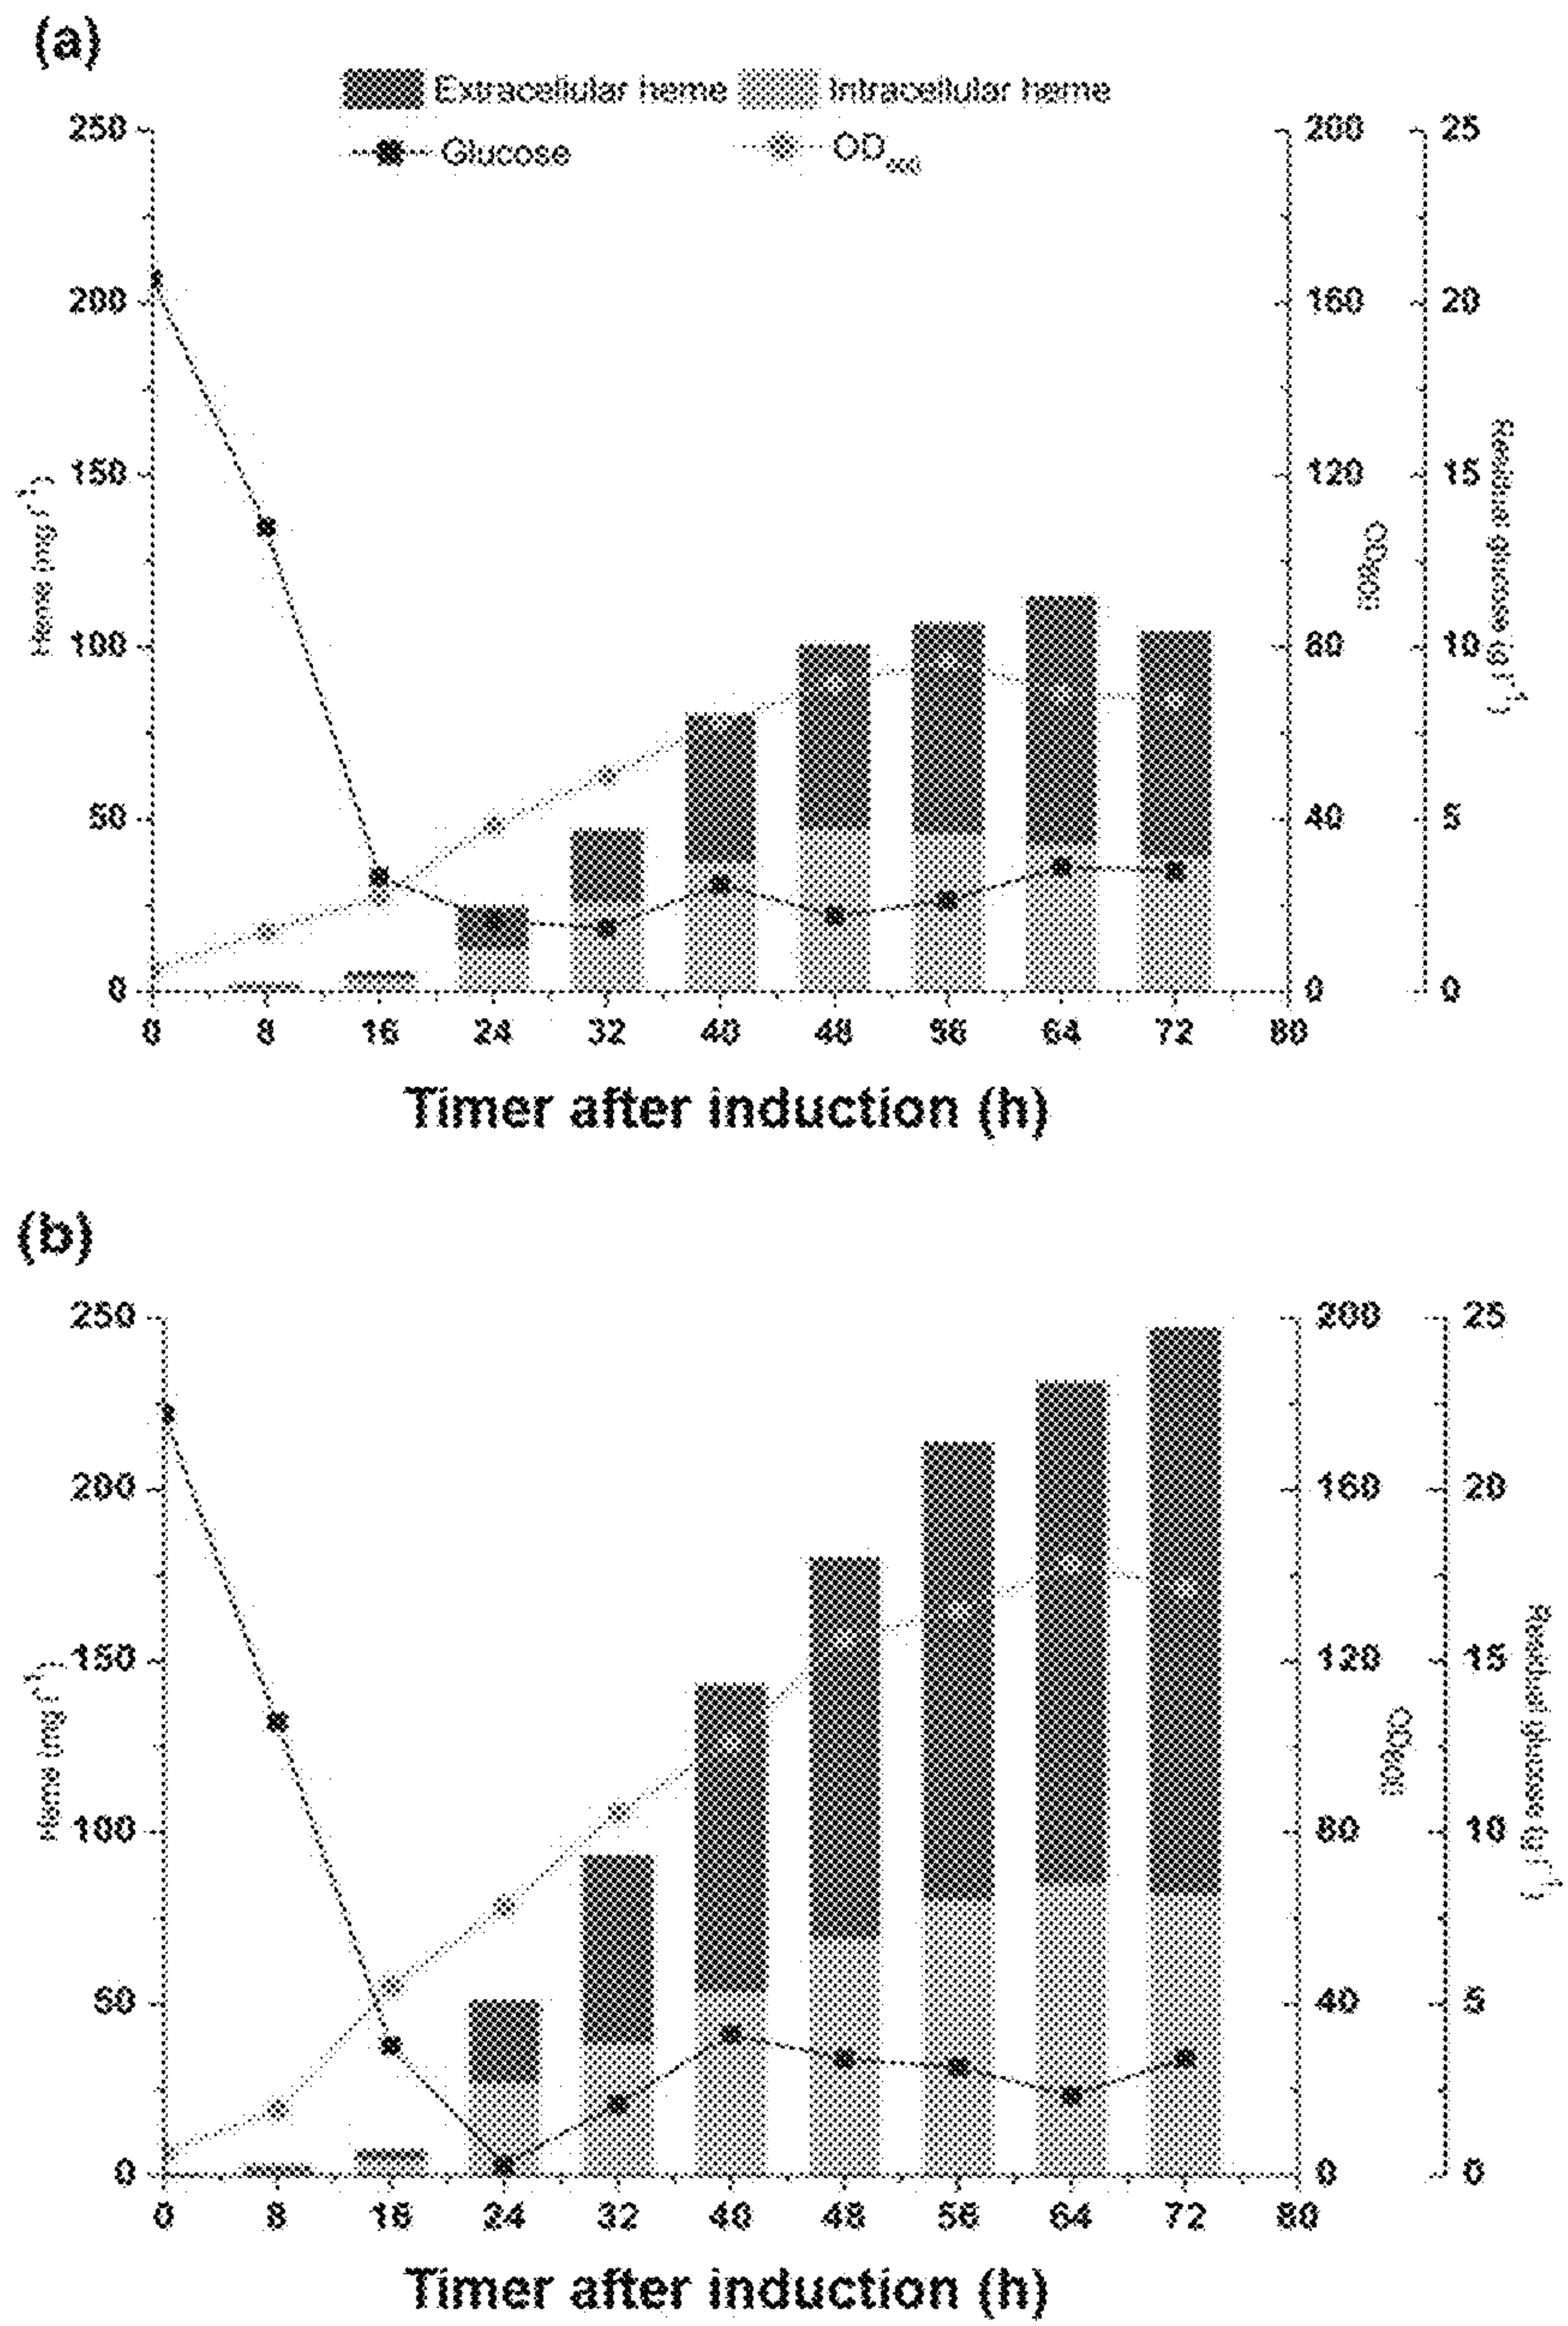 (a)
Extracellular heme Intracellular heme
Glucose OD600
250 200 25
200 160 20
150 120 15
100 80 10
50 40 5
0 0 0
Heme (mg l-1)
OD600
Residual glucose (g l-1)
0 8 16 24 32 40 48 56 64 72 80
Timer after induction (h)
(b)
250 200 25
200 160 20
150 120 15
100 80 10
50 40 5
0 0 0
Heme (mg l-1)
OD600
Residual glucose (g l-1)
0 8 16 24 32 40 48 56 64 72 80
Timer after induction (h)